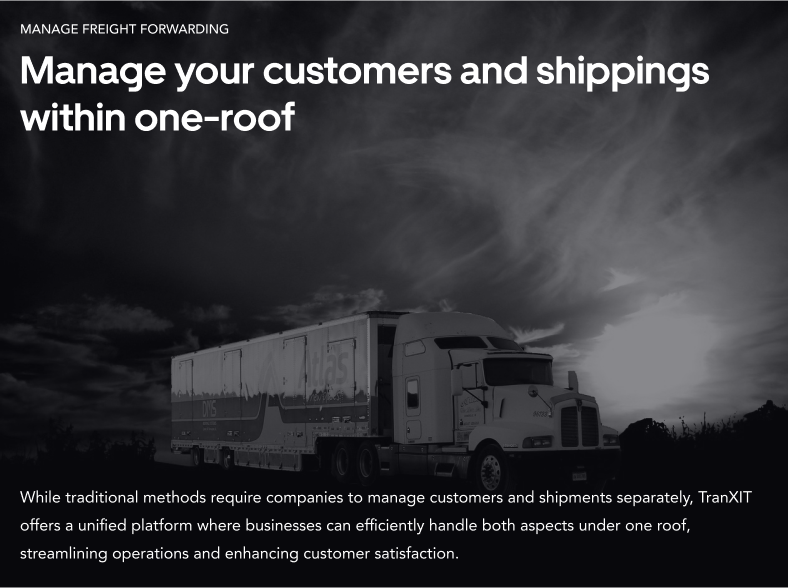 MANAGE FREIGHT FORWARDING
Manage your customers and shippings
within one-roof
Atlas
While traditional methods require companies to manage customers and shipments separately, TranXIT
offers a unified platform where businesses can efficiently handle both aspects under one roof,
streamlining operations and enhancing customer satisfaction.